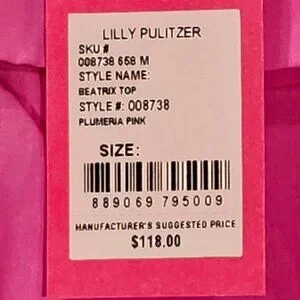 LILLY PULITZER
SKU #
008738 658 M
STYLE NAME:
BEATRIX TOP
STYLE #: 008738
PLUMERIA PINK
SIZE:
889069 795009
MANUFACTURER'S SUGGESTED PRICE
$118.00